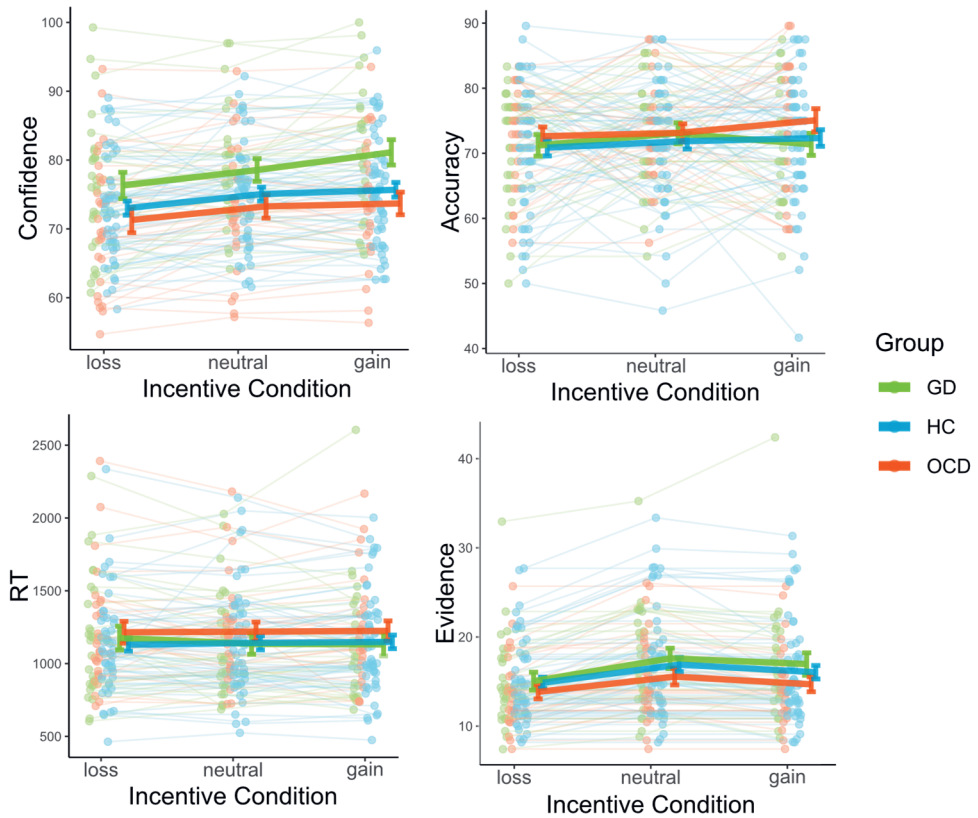 Confidence
100
90
80
70
60
loss neutral gain
Incentive Condition
Accuracy
90
80
70
60
50
40
loss neutral gain
Incentive Condition
Group
GD
HC
OCD
RT
2500
2000
1500
1000
500
loss neutral gain
Incentive Condition
Evidence
40
30
20
10
loss neutral gain
Incentive Condition